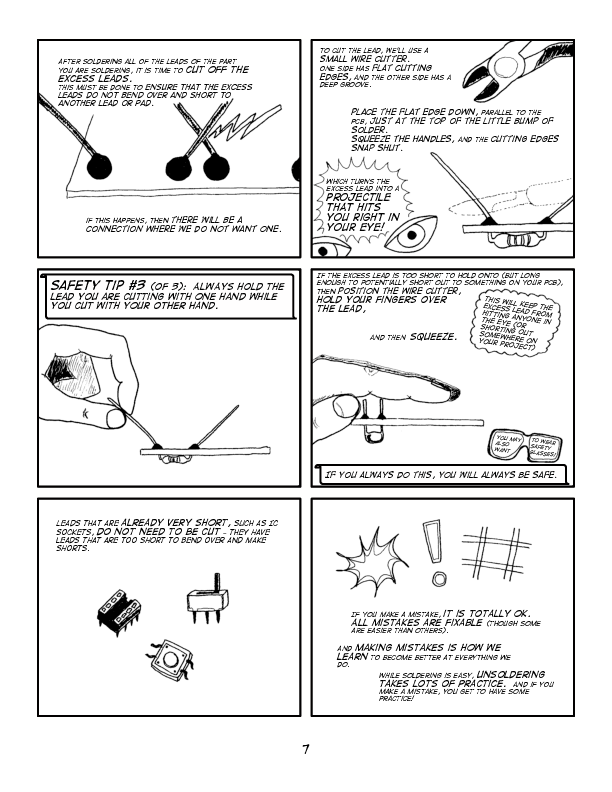 AFTER SOLDERING ALL OF THE LEADS OF THE PART
YOU ARE SOLDERING, IT IS TIME TO CUT OFF THE
EXCESS LEADS.
THIS MUST BE DONE TO ENSURE THAT THE EXCESS
LEADS DO NOT BEND OVER AND SHORT TO
ANOTHER LEAD OR PAD.
IF THIS HAPPENS, THEN THERE WILL BE A
CONNECTION WHERE WE DO NOT WANT ONE.
TO CUT THE LEAD, WE'LL USE A
SMALL WIRE CUTTER.
ONE SIDE HAS FLAT CUTTING
EDGES, AND THE OTHER SIDE HAS A
DEEP GROOVE.
PLACE THE FLAT EDGE DOWN, PARALLEL TO THE
PCB, JUST AT THE TOP OF THE LITTLE BUMP OF
SOLDER.
SQUEEZE THE HANDLES, AND THE CUTTING EDGES
SNAP SHUT.
WHICH TURNS THE
EXCESS LEAD INTO A
PROJECTILE
THAT HITS
YOU RIGHT IN
YOUR EYE!
SAFETY TIP #3 (OF 3): ALWAYS HOLD THE
LEAD YOU ARE CUTTING WITH ONE HAND WHILE
YOU CUT WITH YOUR OTHER HAND.
IF THE EXCESS LEAD IS TOO SHORT TO HOLD ONTO (BUT LONG
ENOUGH TO POTENTIALLY SHORT OUT TO SOMETHING ON YOUR PCB),
THEN POSITION THE WIRE CUTTER,
HOLD YOUR FINGERS OVER
THE LEAD,
AND THEN SQUEEZE.
THIS WILL KEEP THE
EXCESS LEAD FROM
HITTING ANYONE IN
THE EYE (OR
SHORTING OUT
SOMEWHERE ON
YOUR PROJECT)
YOU MAY
ALSO
WANT
TO WEAR
SAFETY
GLASSES!
IF YOU ALWAYS DO THIS, YOU WILL ALWAYS BE SAFE.
LEADS THAT ARE ALREADY VERY SHORT, SUCH AS IC
SOCKETS, DO NOT NEED TO BE CUT - THEY HAVE
LEADS THAT ARE TOO SHORT TO BEND OVER AND MAKE
SHORTS.
! #
IF YOU MAKE A MISTAKE, IT IS TOTALLY OK.
ALL MISTAKES ARE FIXABLE (THOUGH SOME
ARE EASIER THAN OTHERS).
AND MAKING MISTAKES IS HOW WE
LEARN TO BECOME BETTER AT EVERYTHING WE
DO.
WHILE SOLDERING IS EASY, UNSOLDERING
TAKES LOTS OF PRACTICE. AND IF YOU
MAKE A MISTAKE, YOU GET TO HAVE SOME
PRACTICE!
7